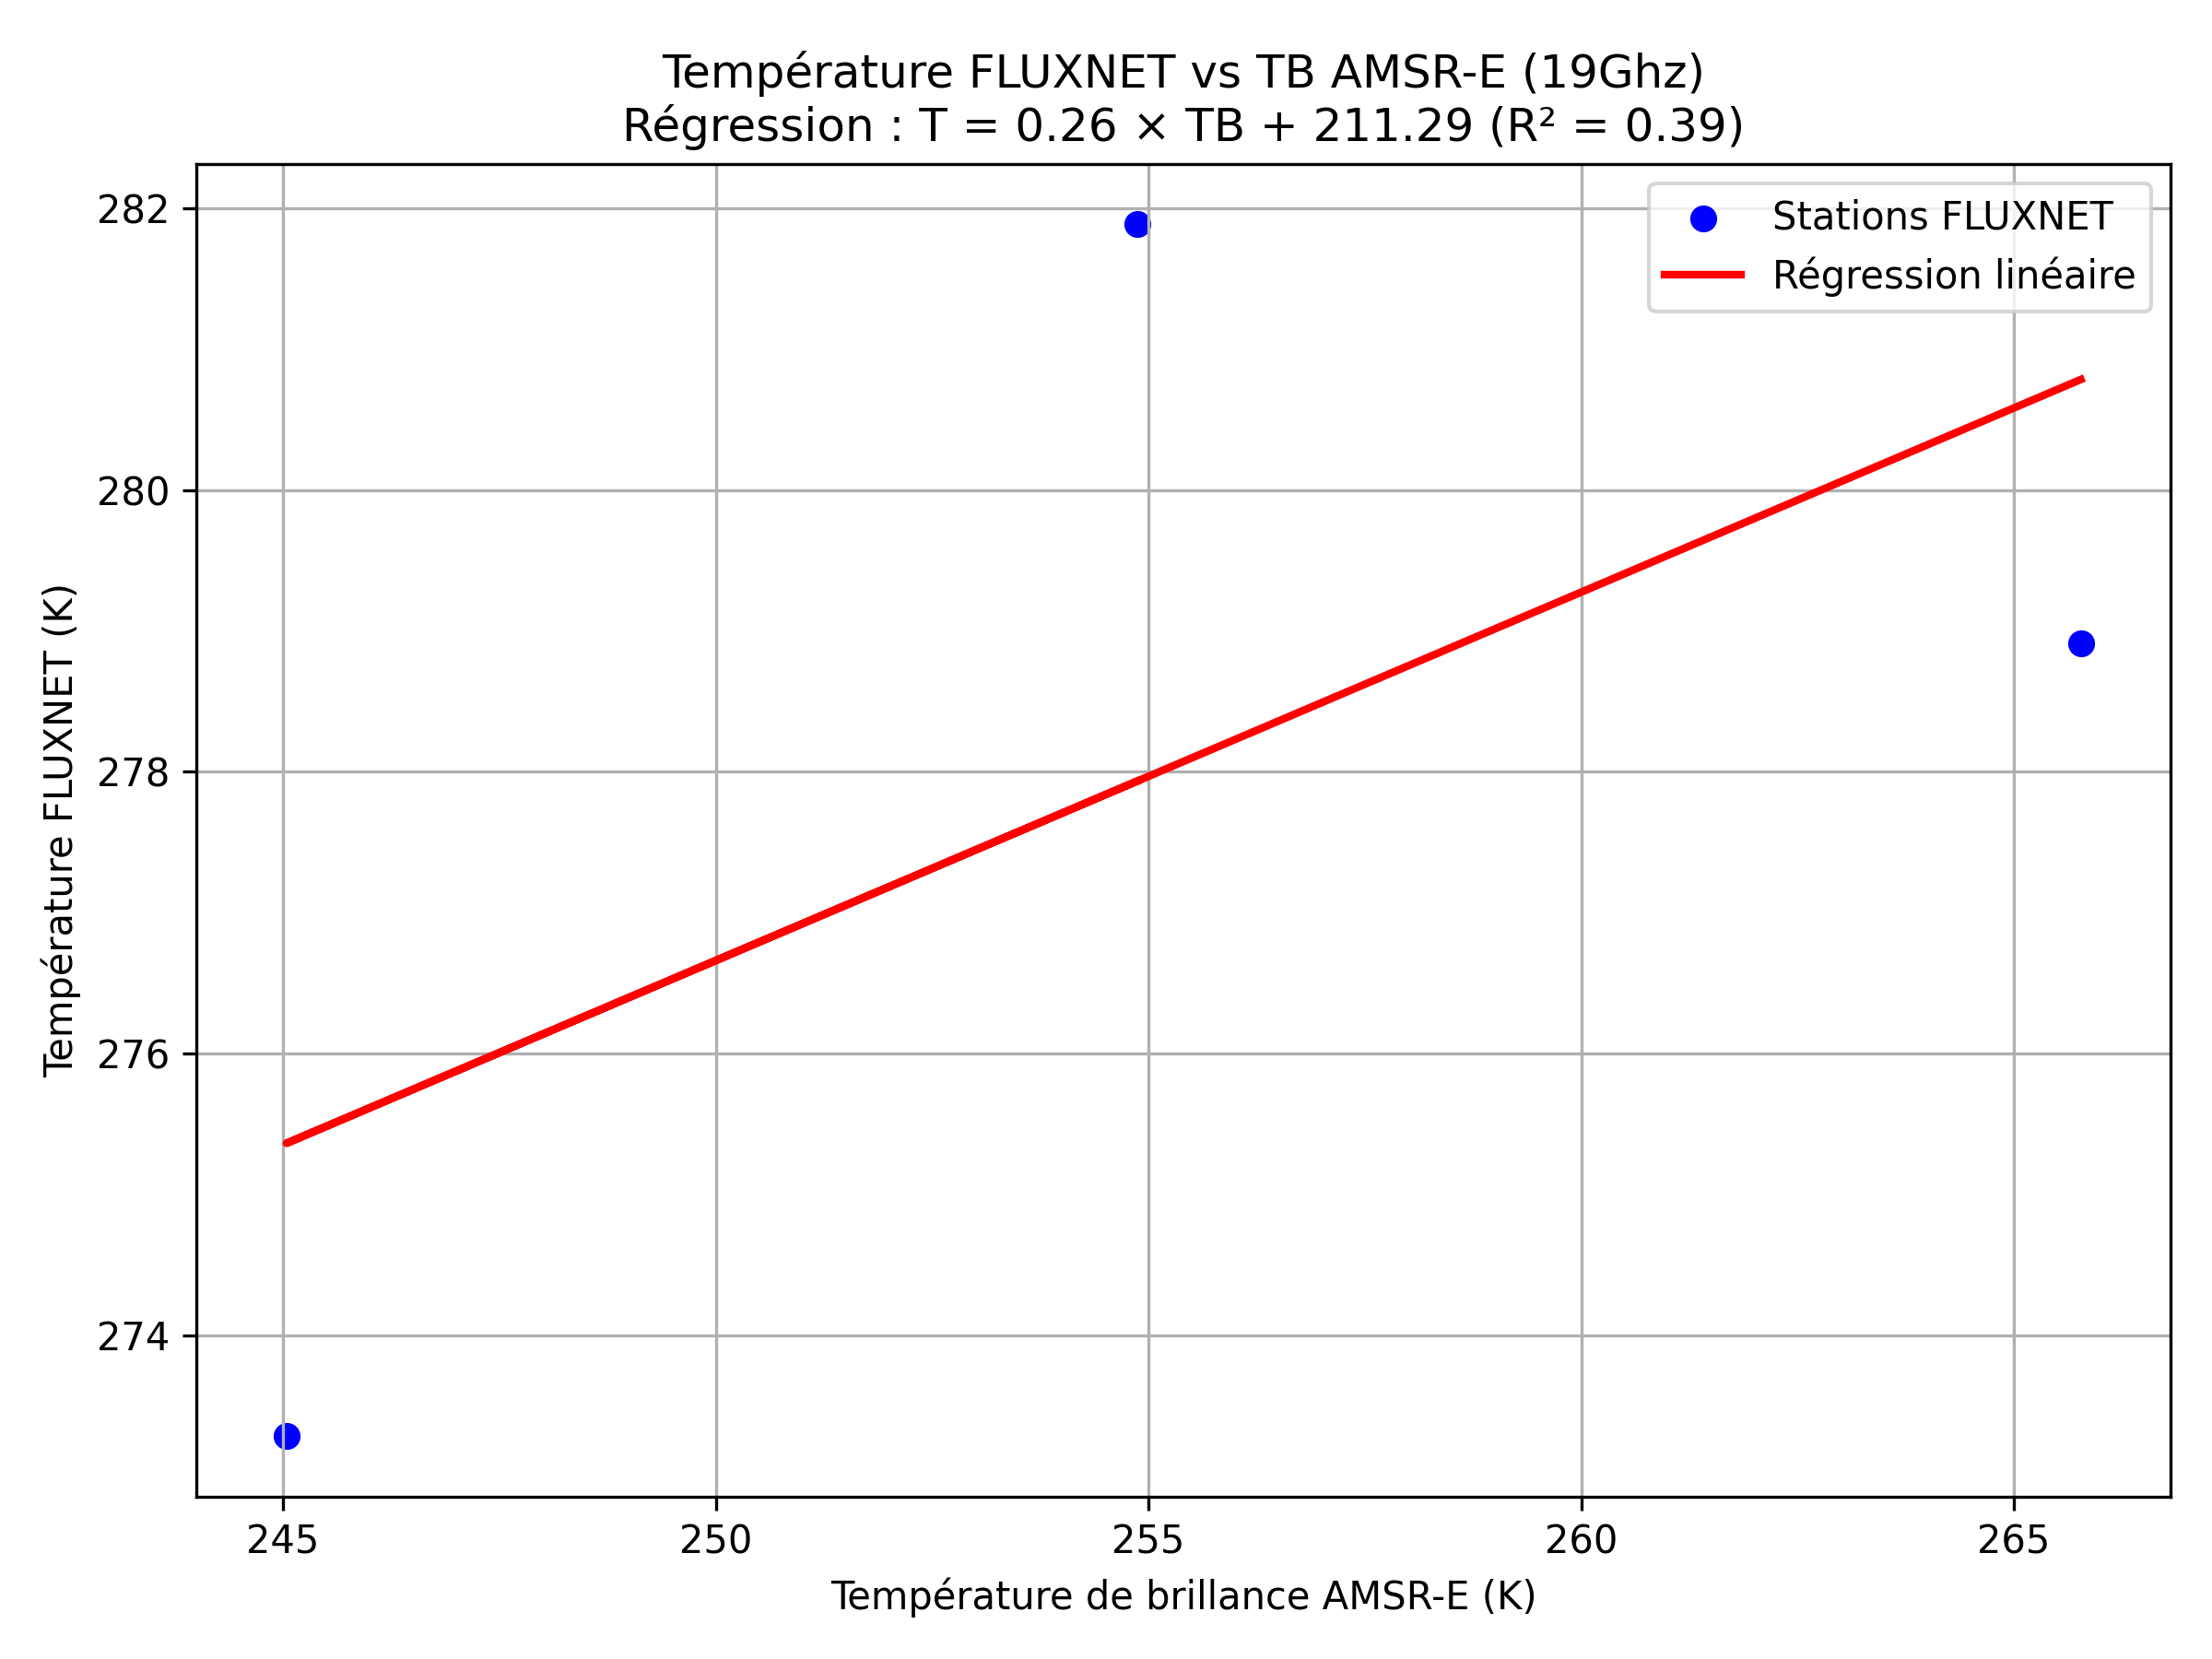 Température FLUXNET vs TB AMSR-E (19Ghz)
Régression : T = 0.26 × TB + 211.29 (R² = 0.39)
Stations FLUXNET
Régression linéaire
Température FLUXNET (K)
282
280
278
276
274
245 250 255 260 265
Température de brillance AMSR-E (K)